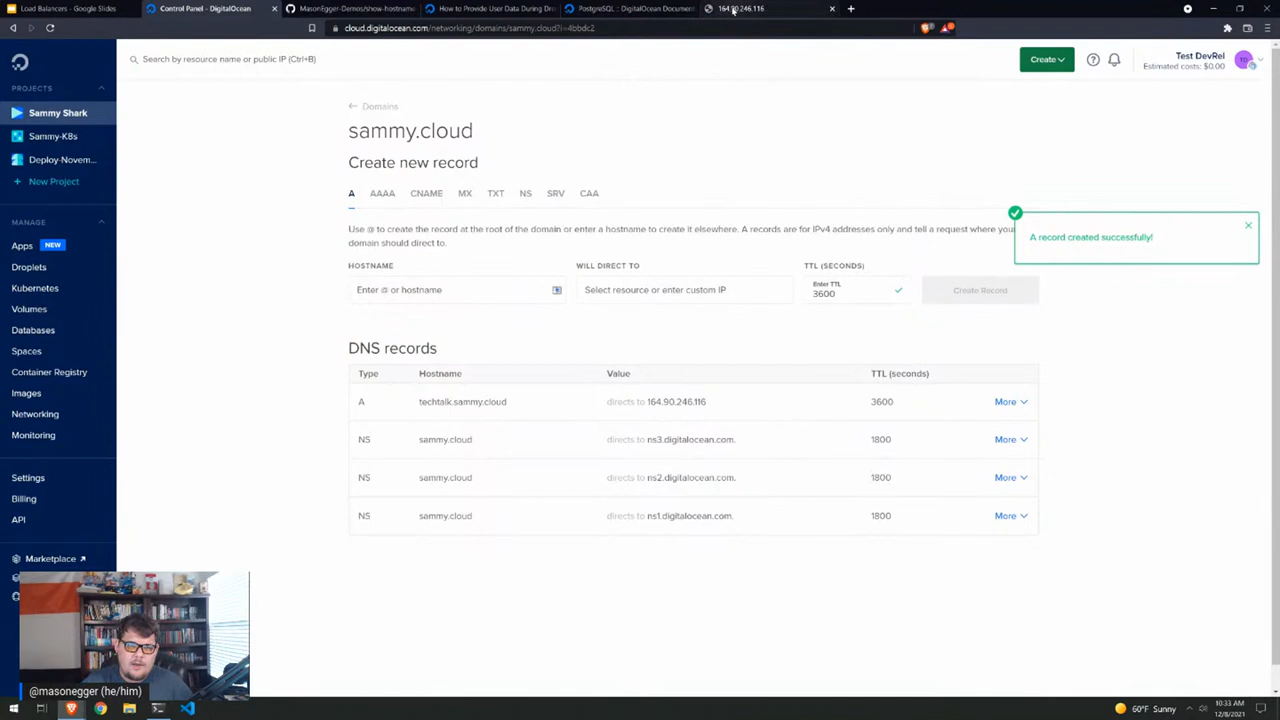 Load Balancers - Google Slides
Control Panel - DigitalOcean
MasonEgger-Demos/show-hostname
How to Provide User Data During Dro
PostgreSQL :: DigitalOcean Document
164.90.246.116
cloud.digitalocean.com/networking/domains/sammy.cloud?i=4bbdc2
Search by resource name or public IP (Ctrl+B)
Create
Test DevRel
Estimated costs: $0.00
PROJECTS
Sammy Shark
Sammy-K8s
Deploy-Novem...
+ New Project
MANAGE
Apps NEW
Droplets
Kubernetes
Volumes
Databases
Spaces
Container Registry
Images
Networking
Monitoring
Settings
Billing
API
Marketplace
Domains
sammy.cloud
Create new record
A AAAA CNAME MX TXT NS SRV CAA
Use @ to create the record at the root of the domain or enter a hostname to create it elsewhere. A records are for IPv4 addresses only and tell a request where your
domain should direct to.
A record created successfully!
HOSTNAME WILL DIRECT TO TTL (SECONDS)
Enter @ or hostname
Select resource or enter custom IP
Enter TTL
3600
Create Record
DNS records
Type Hostname Value TTL (seconds)
A techtalk.sammy.cloud directs to 164.90.246.116 3600 More
NS sammy.cloud directs to ns3.digitalocean.com. 1800 More
NS sammy.cloud directs to ns2.digitalocean.com. 1800 More
NS sammy.cloud directs to ns1.digitalocean.com. 1800 More
@masonegger (he/him)
60°F Sunny
10:33 AM
12/8/2021